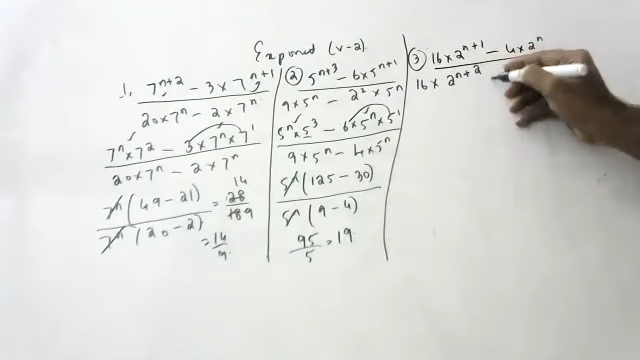 Exponed (v-2).
1. 7^{n+2} - 3 × 7^{n+1}
20×7^n - 2 × 7^n
7^n × 7^2 - 3 × 7^n × 7^1
20×7^n - 2 × 7^n
7^n (49 - 21) = 28 14
7^n (20 - 2) 189
= 14
9
② 5^{n+3} - 6×5^{n+1}
9×5^n - 2^2 × 5^n
5^n × 5^3 - 6×5^n×5^1
9×5^n - 4×5^n
5^n (125 - 30)
5^n (9 - 4)
95 = 19
5
③ 16×2^{n+1} - 4×2^n
16× 2^{n+2}